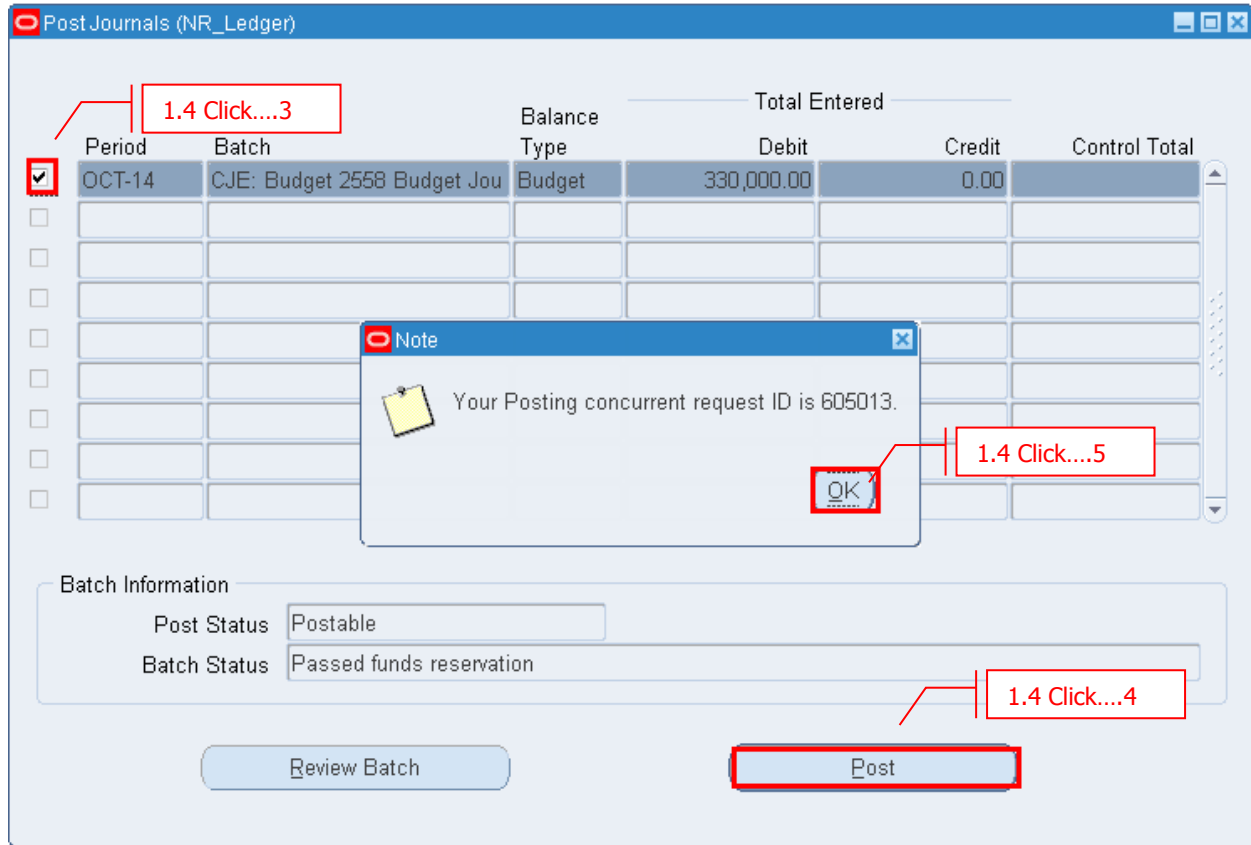 Post Journals (NR_Ledger)
1.4 Click....3
Total Entered
Balance
Period Batch Type Debit Credit Control Total
OCT-14 CJE: Budget 2558 Budget Jou Budget 330,000.00 0.00
Note
Your Posting concurrent request ID is 605013.
1.4 Click....5
OK
Batch Information
Post Status Postable
Batch Status Passed funds reservation
1.4 Click....4
Review Batch Post